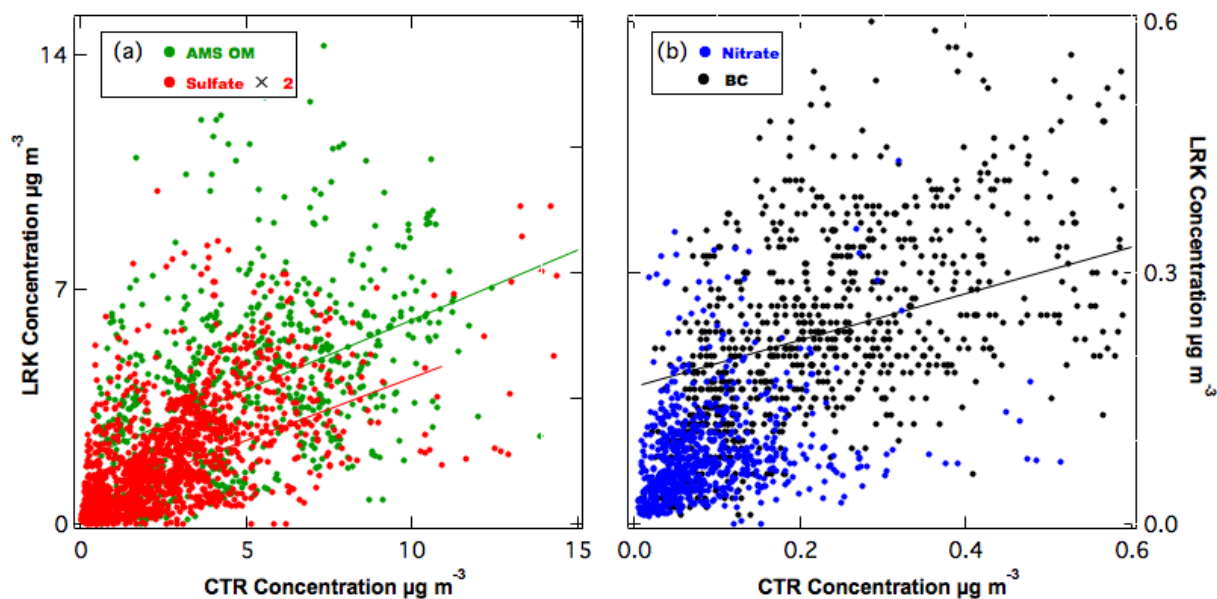 (a)
AMS OM
Sulfate × 2
14
7
0
LRK Concentration µg m-3
0
5
10
15
CTR Concentration µg m-3
(b)
Nitrate
BC
0.6
0.3
0.0
LRK Concentration µg m-3
0.0
0.2
0.4
0.6
CTR Concentration µg m-3